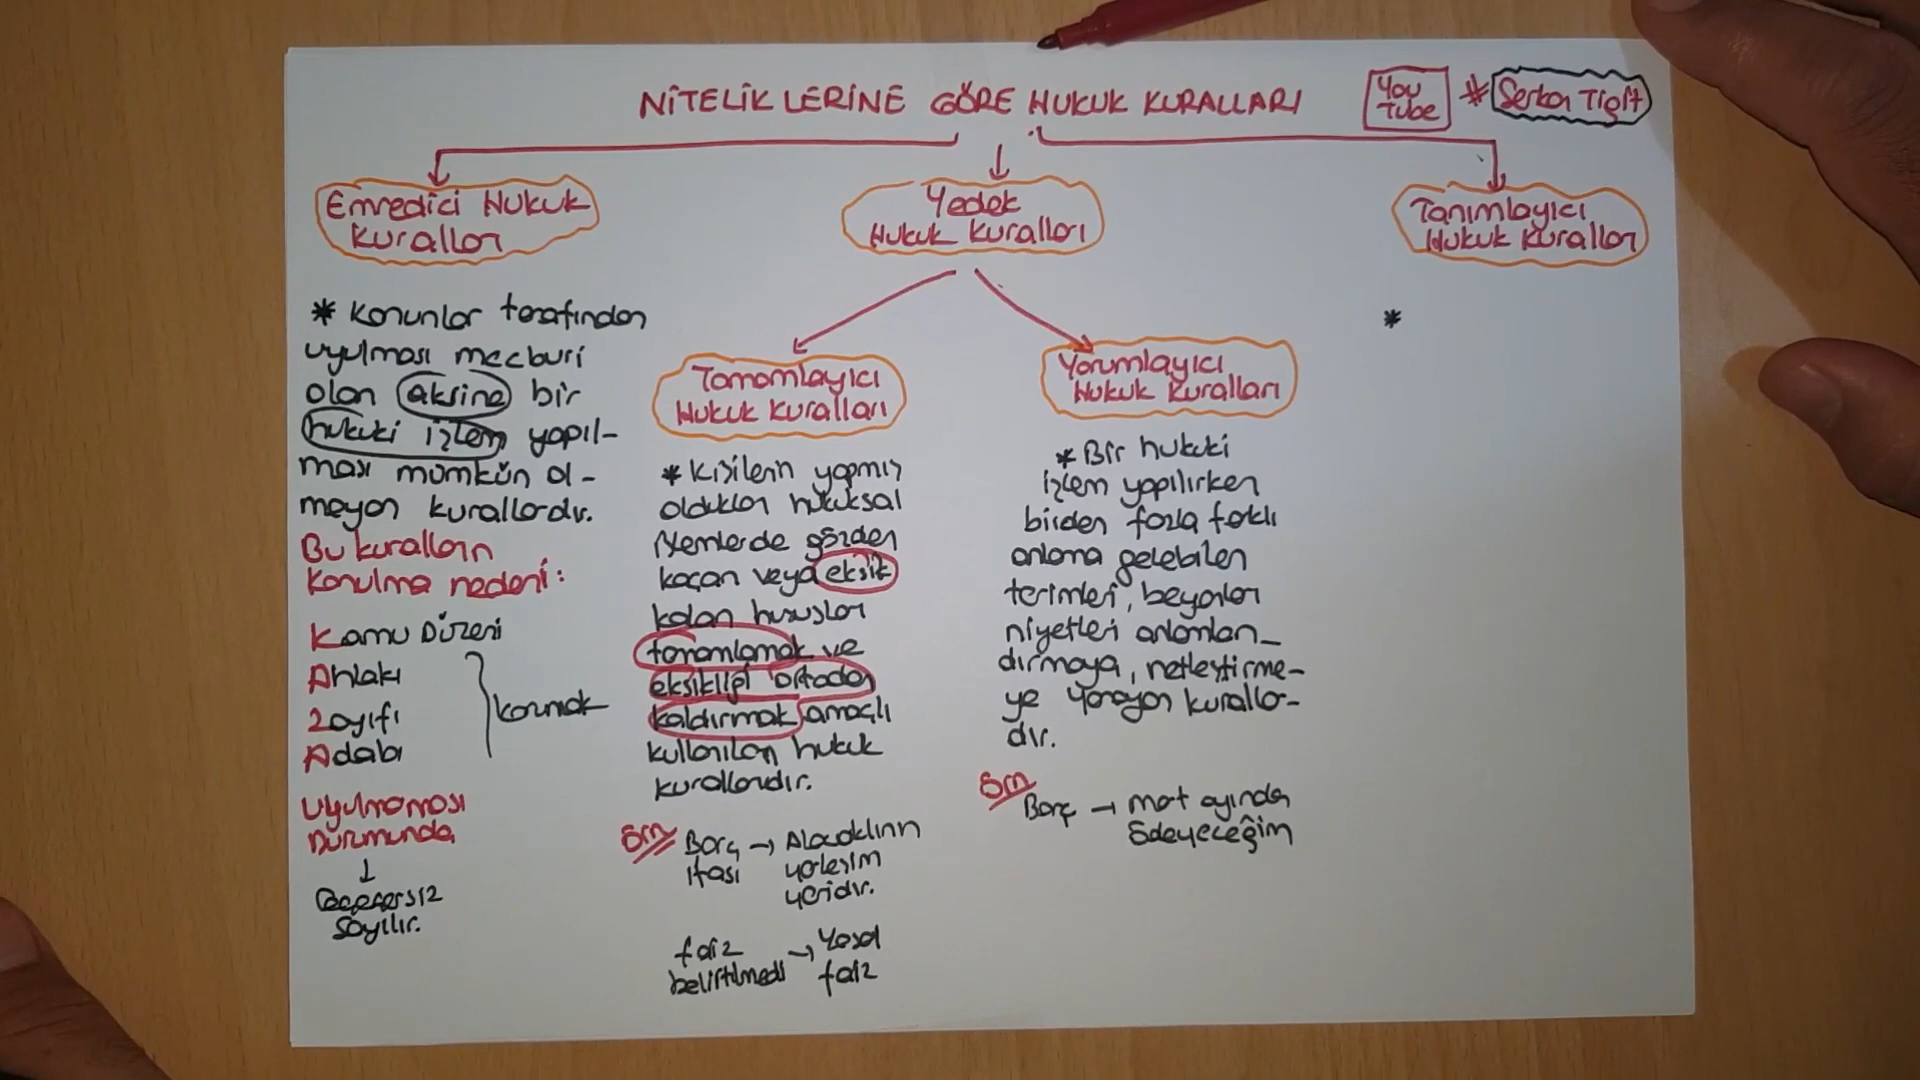 NİTELİKLERİNE GÖRE HUKUK KURALLARI
You
Tube
* Serkan Tigit
Emredici Hukuk
Kuralları
* Kanunlar tarafından
uyulması mecburi
olan aksine bir
hukuki işlem yapıl-
ması mümkün ol-
mayan kurallardır.
Bu kuralların
Konulma nedeni:
Kamu Düzeni
Ahlakı
Zayıfı
Adabı
korumak
Uyulmaması
Durmunda
↓
Geçersiz
Sayılır.
Yedek
Hukuk Kuralları
Tamamlayıcı
Hukuk Kuralları
* Kişilerin yapmış
oldukları hukuksal
işlemlerde gözden
kaçan veya eksik
kalan hususları
tamamlamak ve
eksikliği ortadan
kaldırmak amaçlı
kullanılan hukuk
kurallarıdır.
Örn
Borç → Alacaklının
ifası yerleşim
yeridir.
faiz → Yasal
belirtilmedi faiz
Yorumlayıcı
Hukuk Kuralları
* Bir hukuki
işlem yapılırken
birden fazla farklı
anlama gelebilen
terimleri, beyanları
niyetleri anlamlan-
dırmaya, netleştirme-
ye yarayan kuralla-
dır.
Örn
Borç → mart ayında
ödeyeceğim
Tanımlayıcı
Hukuk Kuralları
*